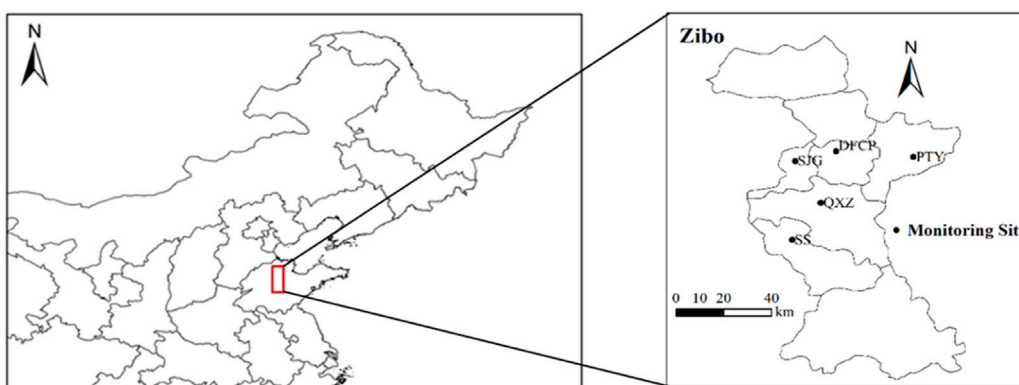 N
Zibo
N
DFCP
SJG
PTY
QXZ
Monitoring Sit
SS
0 10 20 40
km